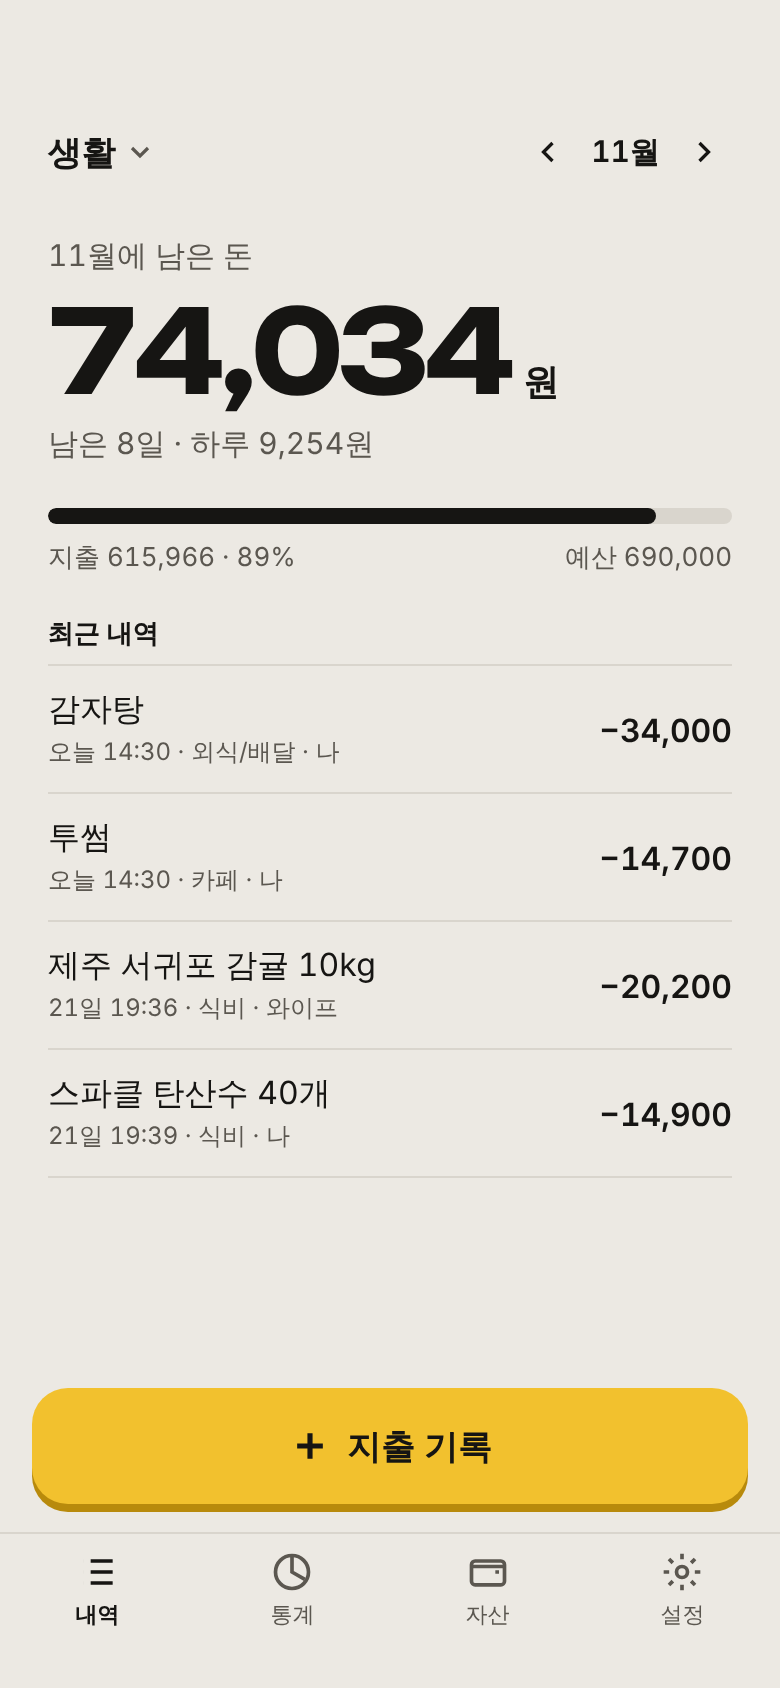 생활
11월
11월에 남은 돈
74,034 원
남은 8일 · 하루 9,254원
지출 615,966 · 89%
예산 690,000
최근 내역
감자탕
오늘 14:30 · 외식/배달 · 나
−34,000
투썸
오늘 14:30 · 카페 · 나
−14,700
제주 서귀포 감귤 10kg
21일 19:36 · 식비 · 와이프
−20,200
스파클 탄산수 40개
21일 19:39 · 식비 · 나
−14,900
+ 지출 기록
내역
통계
자산
설정